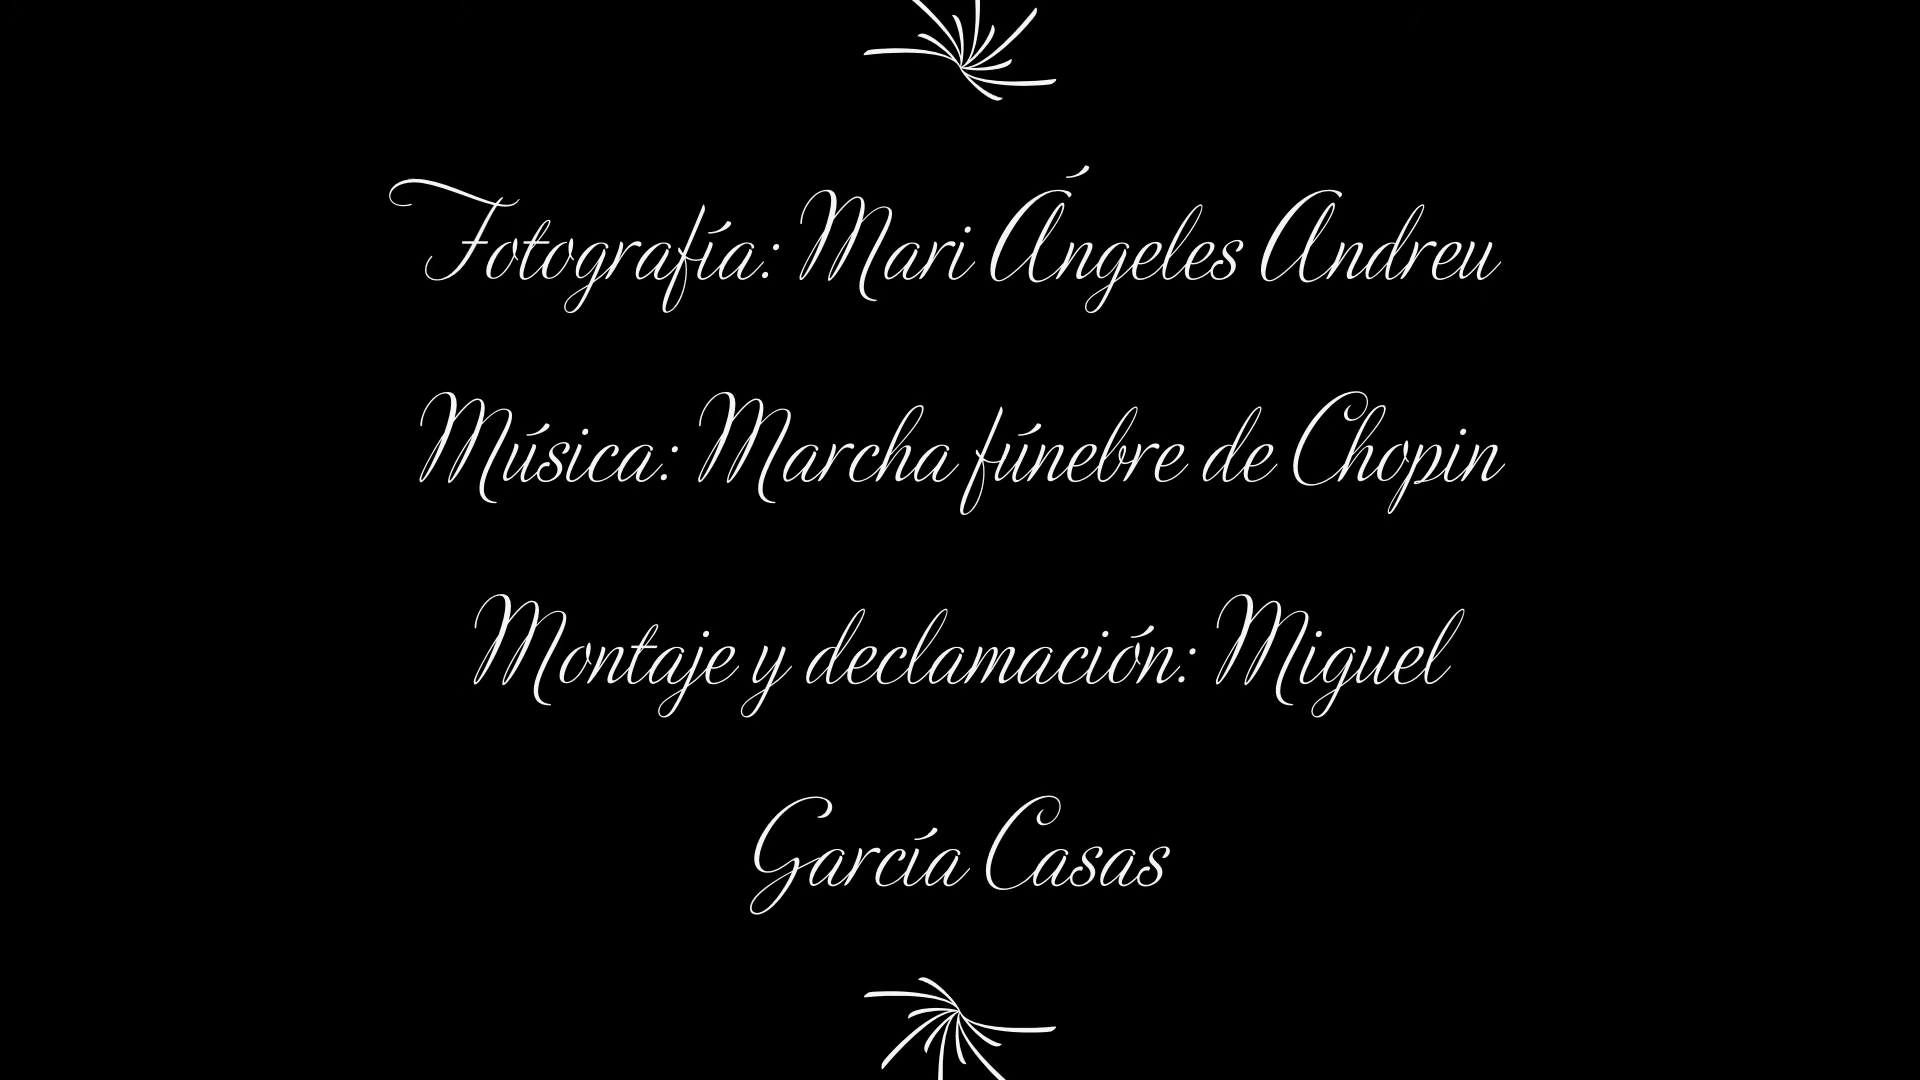 Fotografía: Mari Ángeles Andreu
Música: Marcha fúnebre de Chopin
Montaje y declamación: Miguel
García Casas